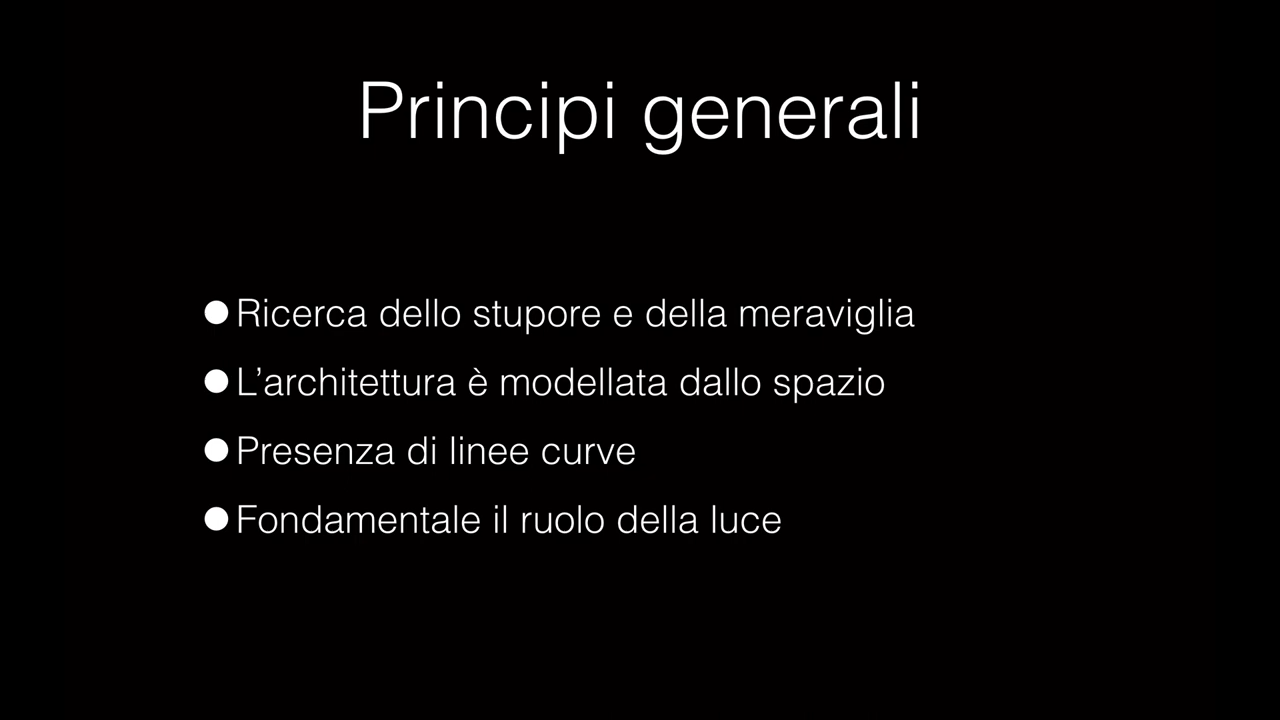 Principi generali
●Ricerca dello stupore e della meraviglia
●L’architettura è modellata dallo spazio
●Presenza di linee curve
●Fondamentale il ruolo della luce